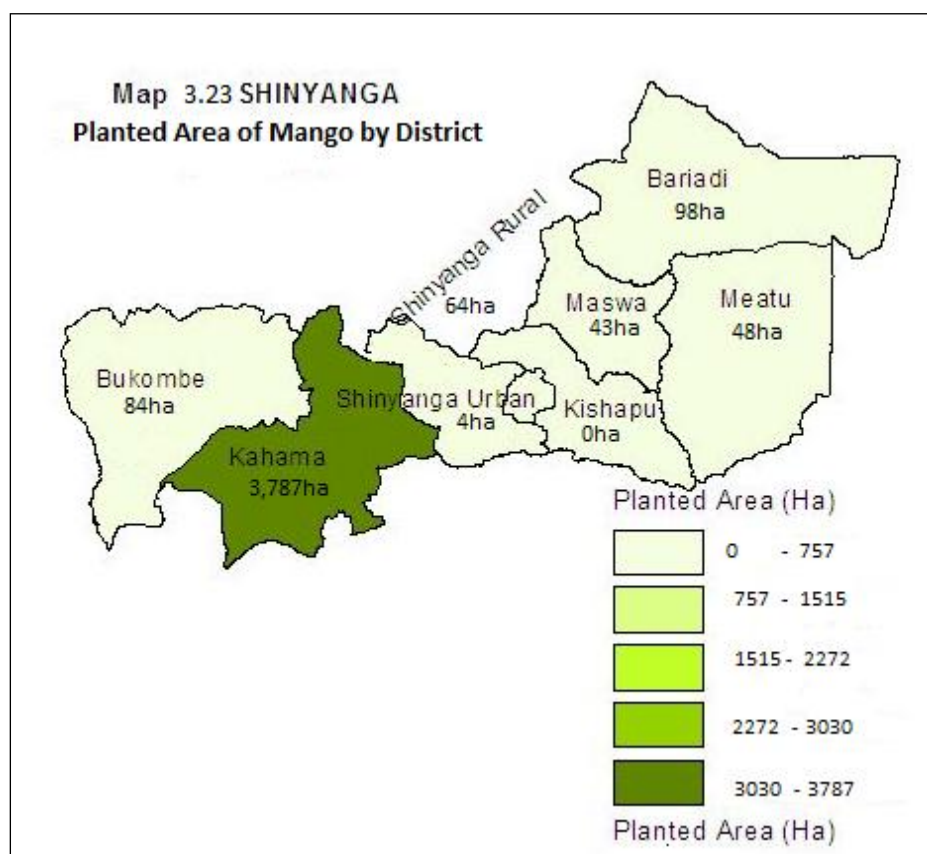 Map 3.23 SHINYANGA
Planted Area of Mango by District
Bariadi
98ha
Shinyanga Rural
64ha
Maswa
43ha
Meatu
48ha
Bukombe
84ha
Shinyanga Urban
4ha
Kishapu
0ha
Kahama
3,787ha
Planted Area (Ha)
0 - 757
757 - 1515
1515 - 2272
2272 - 3030
3030 - 3787
Planted Area (Ha)